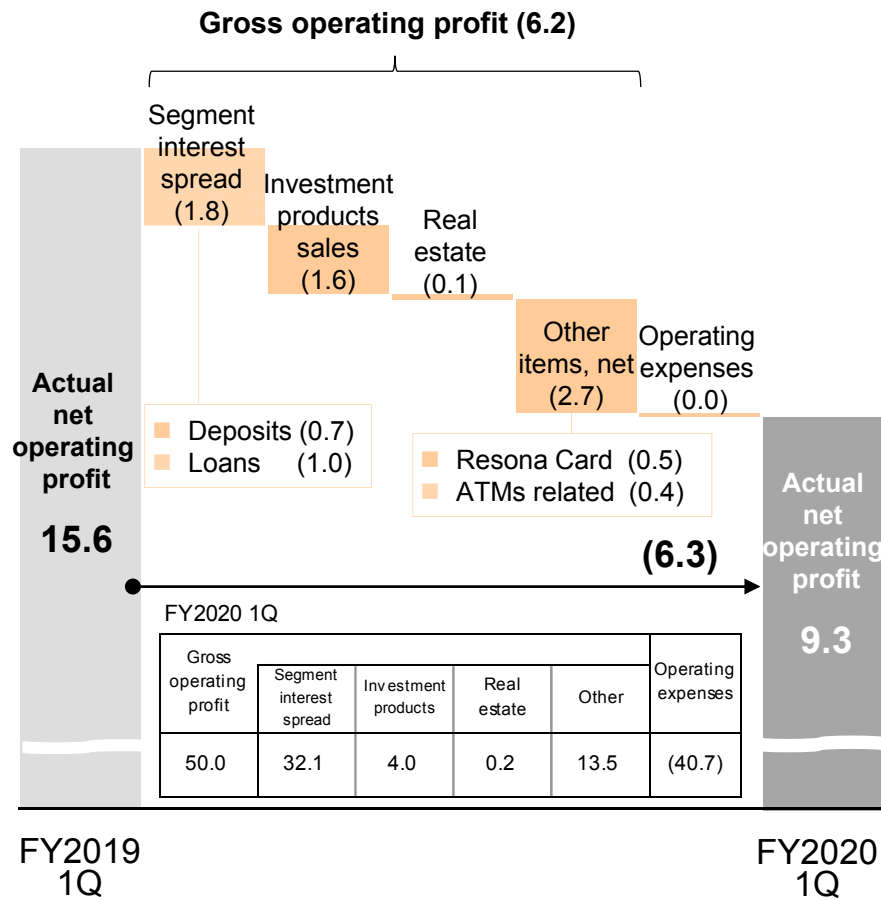 Gross operating profit (6.2)
Segment
interest
spread
(1.8)
Investment
products
sales
(1.6)
Real
estate
(0.1)
Other
items, net
(2.7)
Operating
expenses
(0.0)
Actual
net
operating
profit
15.6
Deposits (0.7)
Loans (1.0)
Resona Card (0.5)
ATMs related (0.4)
(6.3)
Actual
net
operating
profit
9.3
FY2020 1Q
Gross
operating
profit
Segment
interest
spread
Investment
products
Real
estate
Other
Operating
expenses
50.0 32.1 4.0 0.2 13.5 (40.7)
FY2019
1Q
FY2020
1Q